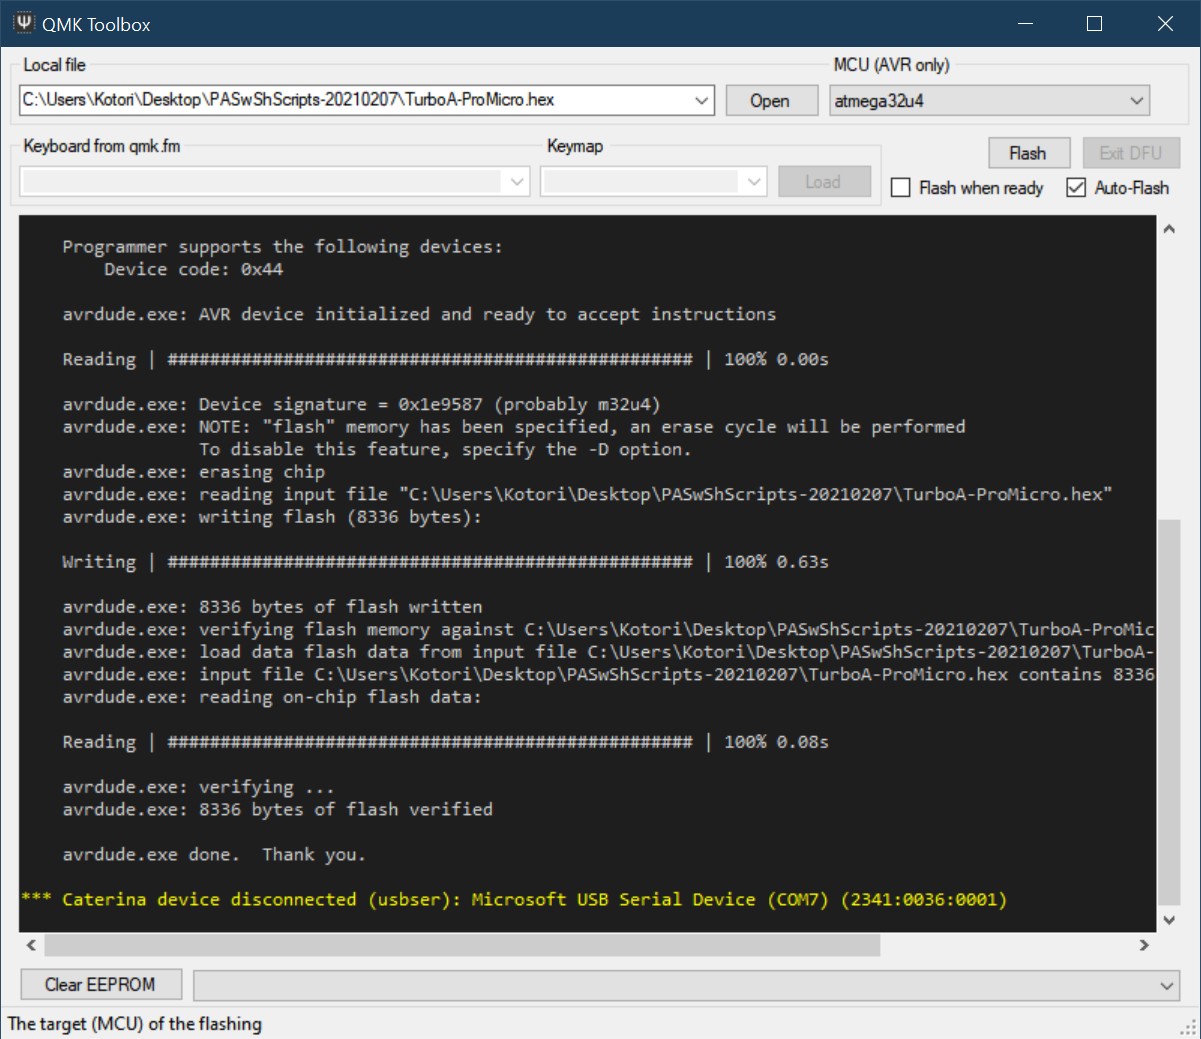 QMK Toolbox
Local file
MCU (AVR only)
C:\Users\Kotori\Desktop\PASwShScripts-20210207\TurboA-ProMicro.hex
Open
atmega32u4
Keyboard from qmk.fm
Keymap
Flash
Exit DFU
Load
Flash when ready
Auto-Flash
Programmer supports the following devices:
Device code: 0x44
avrdude.exe: AVR device initialized and ready to accept instructions
Reading | ################################################## | 100% 0.00s
avrdude.exe: Device signature = 0x1e9587 (probably m32u4)
avrdude.exe: NOTE: "flash" memory has been specified, an erase cycle will be performed
To disable this feature, specify the -D option.
avrdude.exe: erasing chip
avrdude.exe: reading input file "C:\Users\Kotori\Desktop\PASwShScripts-20210207\TurboA-ProMicro.hex"
avrdude.exe: writing flash (8336 bytes):
Writing | ################################################## | 100% 0.63s
avrdude.exe: 8336 bytes of flash written
avrdude.exe: verifying flash memory against C:\Users\Kotori\Desktop\PASwShScripts-20210207\TurboA-ProMic
avrdude.exe: load data flash data from input file C:\Users\Kotori\Desktop\PASwShScripts-20210207\TurboA-
avrdude.exe: input file C:\Users\Kotori\Desktop\PASwShScripts-20210207\TurboA-ProMicro.hex contains 8336
avrdude.exe: reading on-chip flash data:
Reading | ################################################## | 100% 0.08s
avrdude.exe: verifying ...
avrdude.exe: 8336 bytes of flash verified
avrdude.exe done.  Thank you.
*** Caterina device disconnected (usbser): Microsoft USB Serial Device (COM7) (2341:0036:0001)
Clear EEPROM
The target (MCU) of the flashing